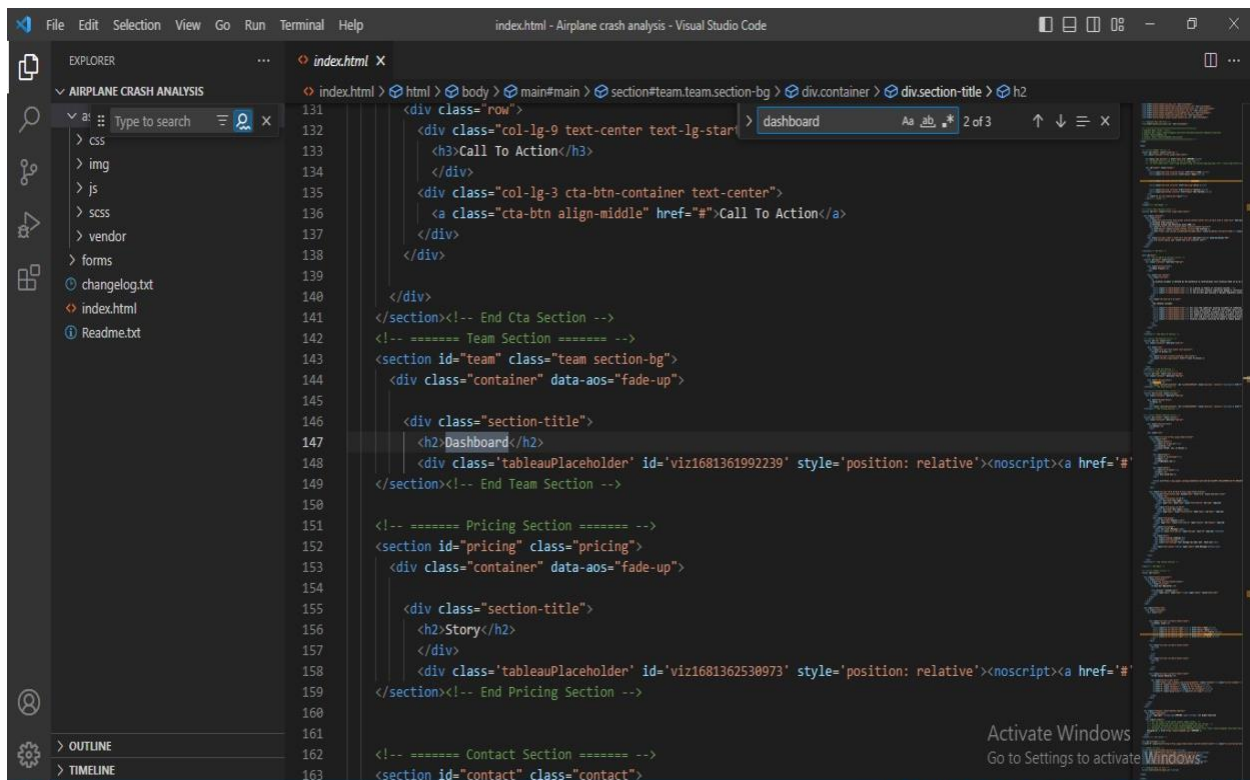 File Edit Selection View Go Run Terminal Help
index.html - Airplane crash analysis - Visual Studio Code
EXPLORER
AIRPLANE CRASH ANALYSIS
Type to search
css
img
js
scss
vendor
forms
changelog.txt
index.html
Readme.txt
OUTLINE
TIMELINE
index.html
index.html > html > body > main#main > section#team.team.section-bg > div.container > div.section-title > h2
dashboard Aa ab 2 of 3
131 <div class="row">
132 <div class="col-lg-9 text-center text-lg-start
133 <h3>Call To Action</h3>
134 </div>
135 <div class="col-lg-3 cta-btn-container text-center">
136 <a class="cta-btn align-middle" href="#">Call To Action</a>
137 </div>
138 </div>
139
140 </div>
141 </section><!-- End Cta Section -->
142 <!-- ======= Team Section ======= -->
143 <section id="team" class="team section-bg">
144 <div class="container" data-aos="fade-up">
145
146 <div class="section-title">
147 <h2>Dashboard</h2>
148 <div class='tableauPlaceholder' id='viz1681361992239' style='position: relative'><noscript><a href='#'
149 </section><!-- End Team Section -->
150
151 <!-- ======= Pricing Section ======= -->
152 <section id="pricing" class="pricing">
153 <div class="container" data-aos="fade-up">
154
155 <div class="section-title">
156 <h2>Story</h2>
157 </div>
158 <div class='tableauPlaceholder' id='viz1681362530973' style='position: relative'><noscript><a href='#'
159 </section><!-- End Pricing Section -->
160
161
162 <!-- ======= Contact Section ======= -->
163 <section id="contact" class="contact">
Activate Windows
Go to Settings to activate Windows.